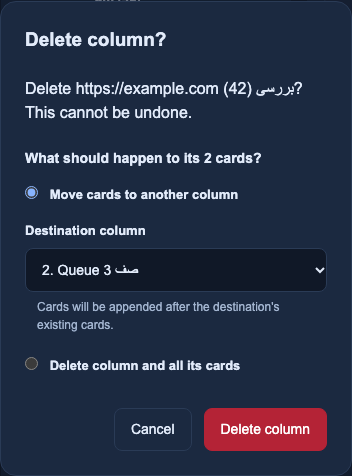 Delete column?
Delete https://example.com (42) بررسی?
This cannot be undone.
What should happen to its 2 cards?
Move cards to another column
Destination column
2. Queue 3 صف
Cards will be appended after the destination's
existing cards.
Delete column and all its cards
Cancel
Delete column